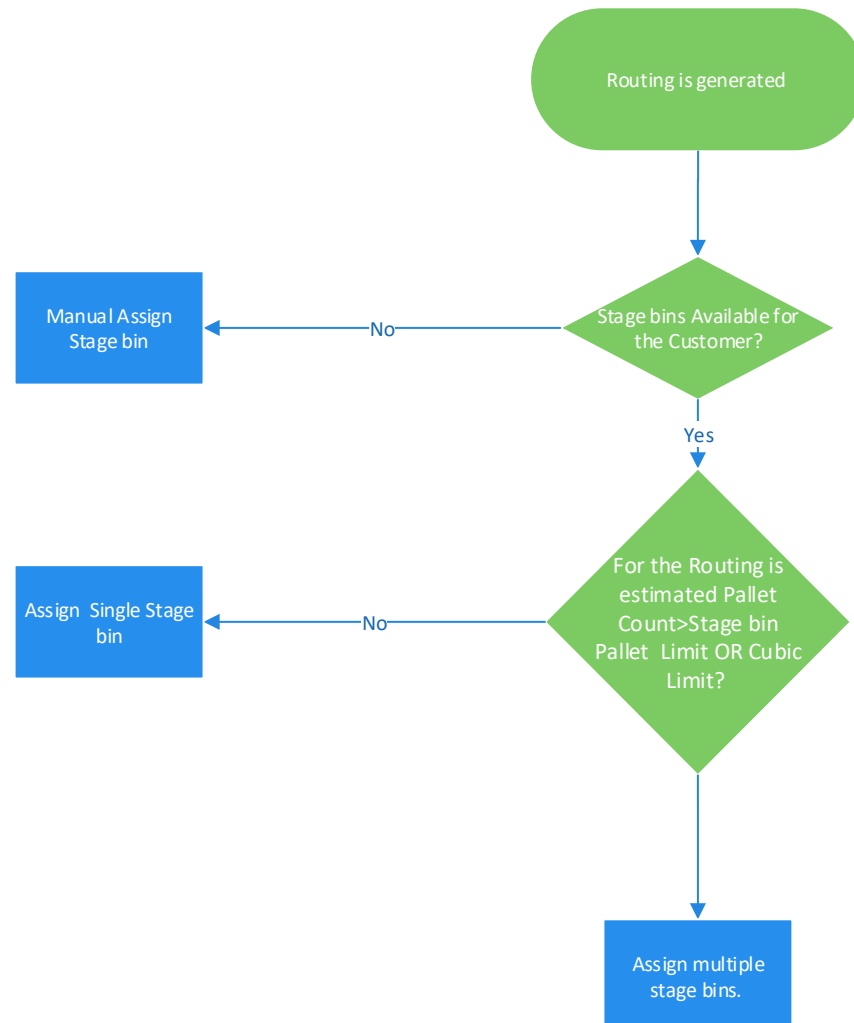 Routing is generated
Stage bins Available for
the Customer?
No
Manual Assign
Stage bin
Yes
For the Routing is
estimated Pallet
Count>Stage bin
Pallet Limit OR Cubic
Limit?
No
Assign Single Stage
bin
Assign multiple
stage bins.